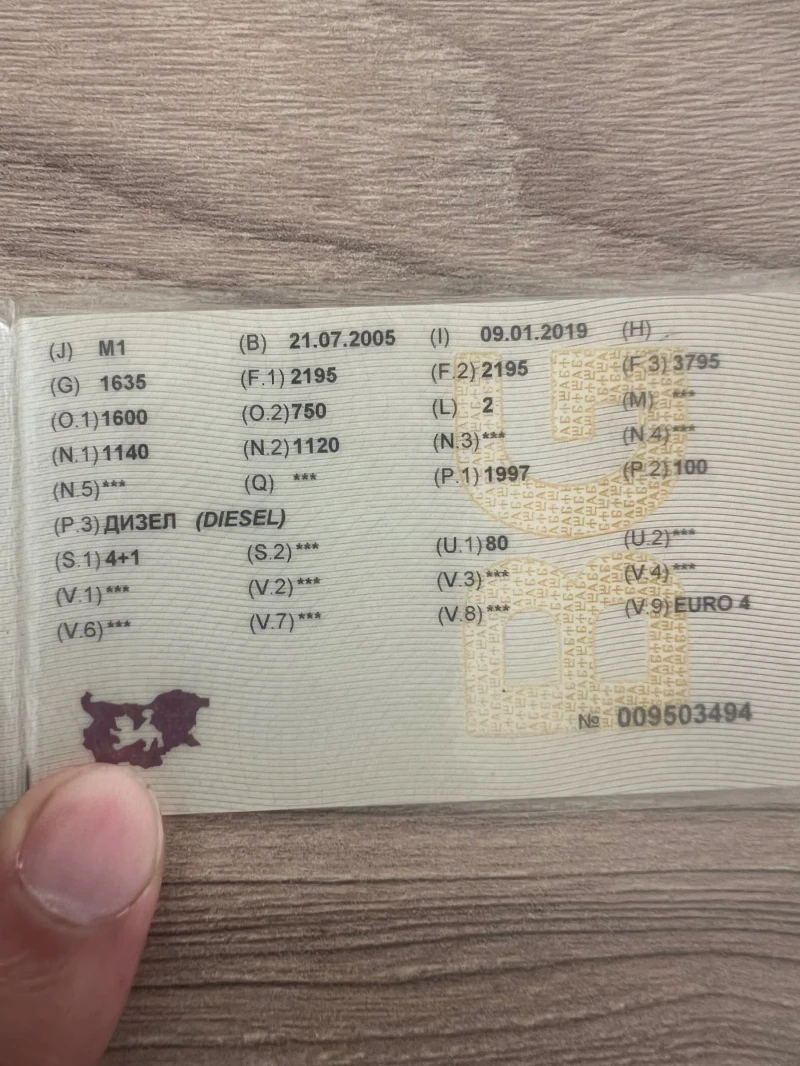 (J) M1 (B) 21.07.2005 (I) 09.01.2019 (H)
(G) 1635 (F.1) 2195 (F.2) 2195 (F.3) 3795
(O.1) 1600 (O.2) 750 (L) 2 (M) ***
(N.1) 1140 (N.2) 1120 (N.3) *** (N.4) ***
(N.5) *** (Q) *** (P.1) 1997 (P.2) 100
(P.3) ДИЗЕЛ (DIESEL)
(S.1) 4+1 (S.2) *** (U.1) 80 (U.2) ***
(V.1) *** (V.2) *** (V.3) *** (V.4) ***
(V.6) *** (V.7) *** (V.8) *** (V.9) EURO 4
№ 009503494